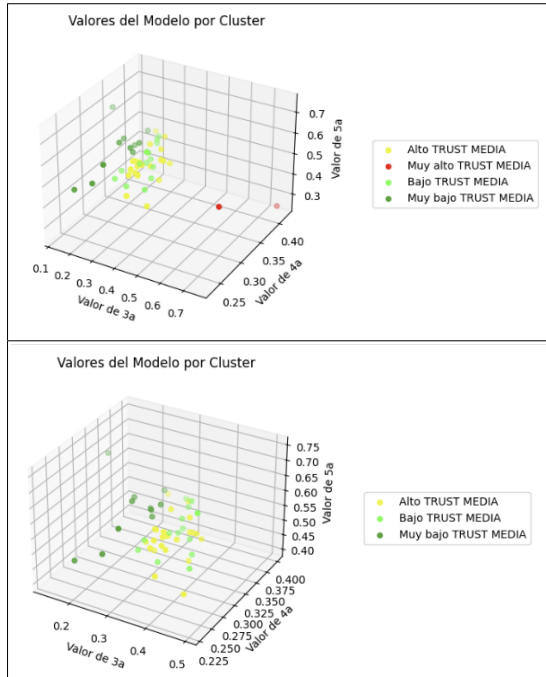 Valores del Modelo por Cluster
0.7
0.6
0.5
0.4
0.3
Valor de 5a
0.40
0.35
0.30
0.25
Valor de 4a
0.1
0.2
0.3
0.4
0.5
0.6
0.7
Valor de 3a
Alto TRUST MEDIA
Muy alto TRUST MEDIA
Bajo TRUST MEDIA
Muy bajo TRUST MEDIA
Valores del Modelo por Cluster
0.75
0.70
0.65
0.60
0.55
0.50
0.45
0.40
Valor de 5a
0.400
0.375
0.350
0.325
0.300
0.275
0.250
0.225
Valor de 4a
0.2
0.3
0.4
0.5
Valor de 3a
Alto TRUST MEDIA
Bajo TRUST MEDIA
Muy bajo TRUST MEDIA